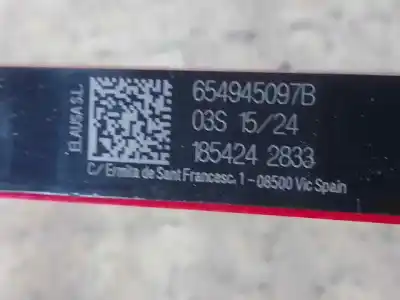 ELAUSA S.L.
654945097B
03S 15/24
185424 2833
C/ Ermita de Sant Francesc, 1 - 08500 Vic Spain